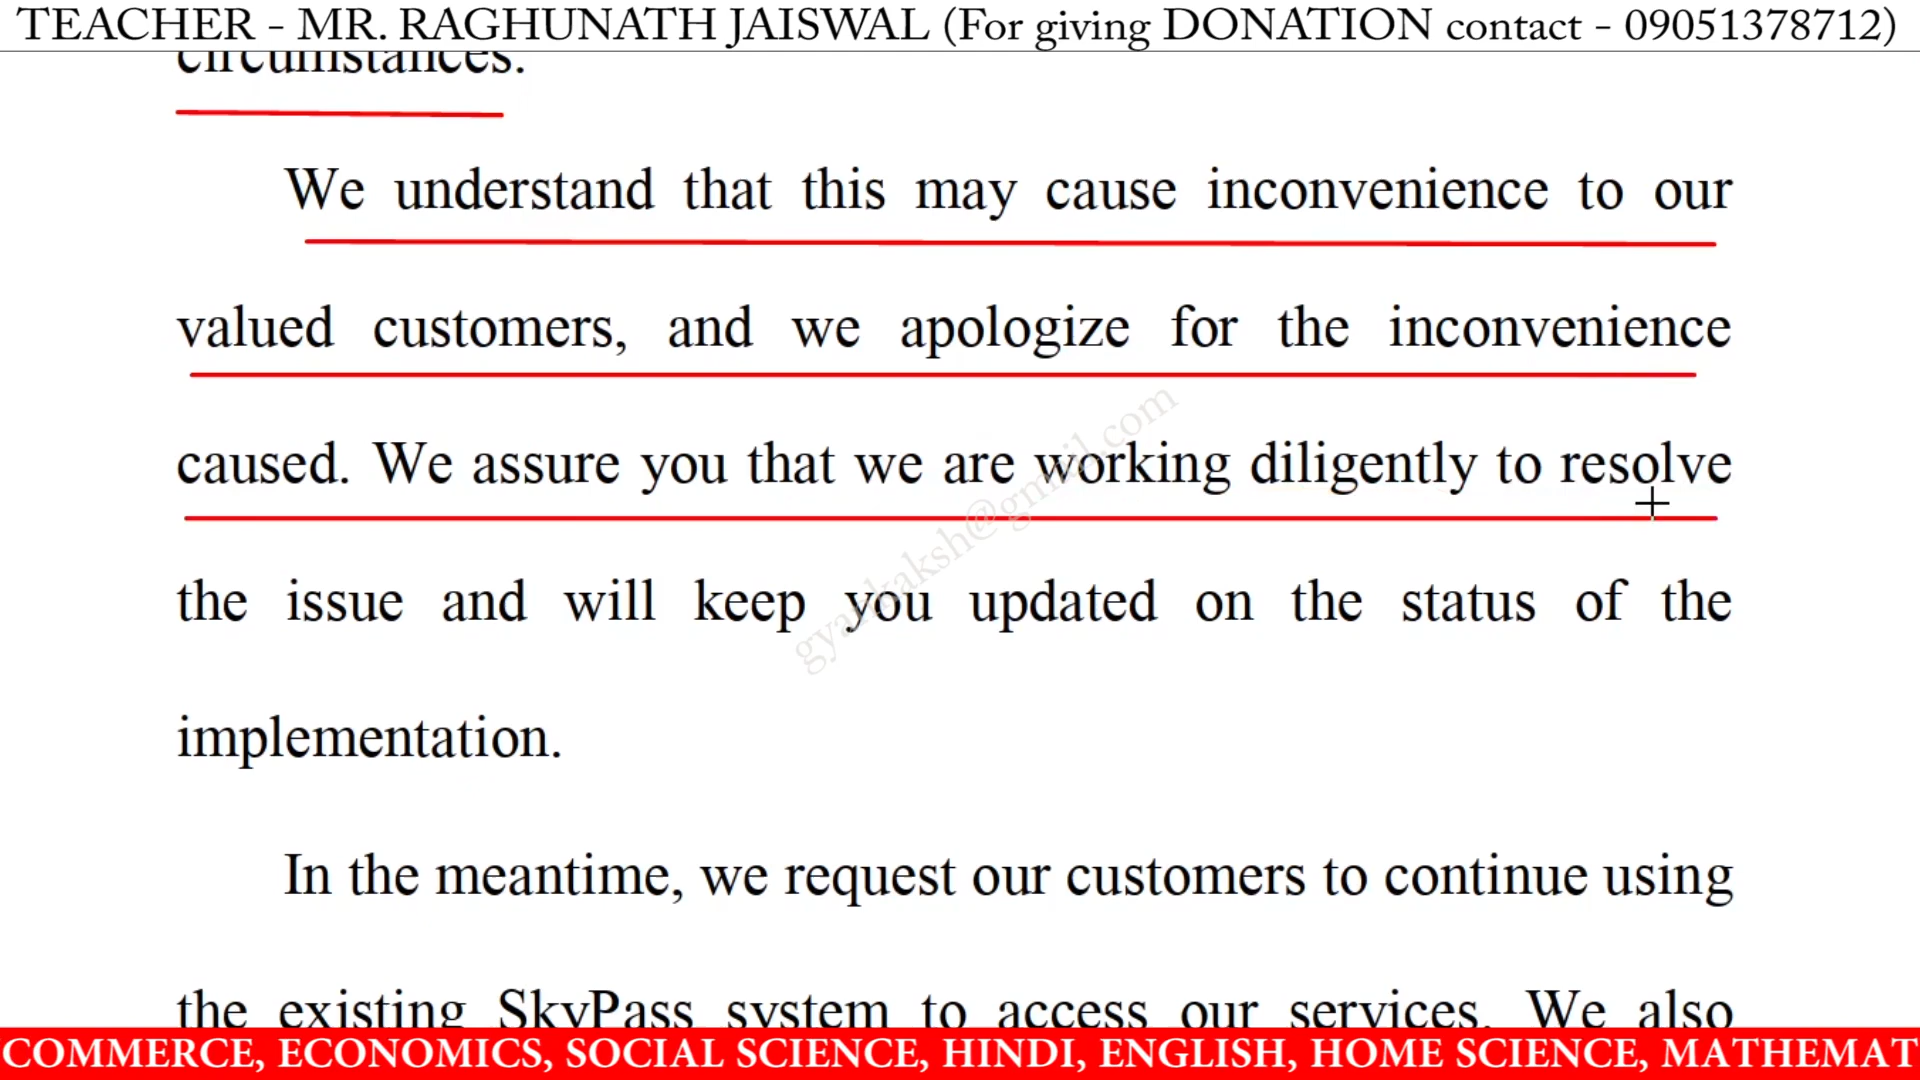 TEACHER - MR. RAGHUNATH JAISWAL (For giving DONATION contact - 09051378712)
circumstances.
We understand that this may cause inconvenience to our
valued customers, and we apologize for the inconvenience
caused. We assure you that we are working diligently to resolve
the issue and will keep you updated on the status of the
implementation.
gyankaksh@gmail.com
In the meantime, we request our customers to continue using
the existing SkyPass system to access our services. We also
COMMERCE, ECONOMICS, SOCIAL SCIENCE, HINDI, ENGLISH, HOME SCIENCE, MATHEMAT